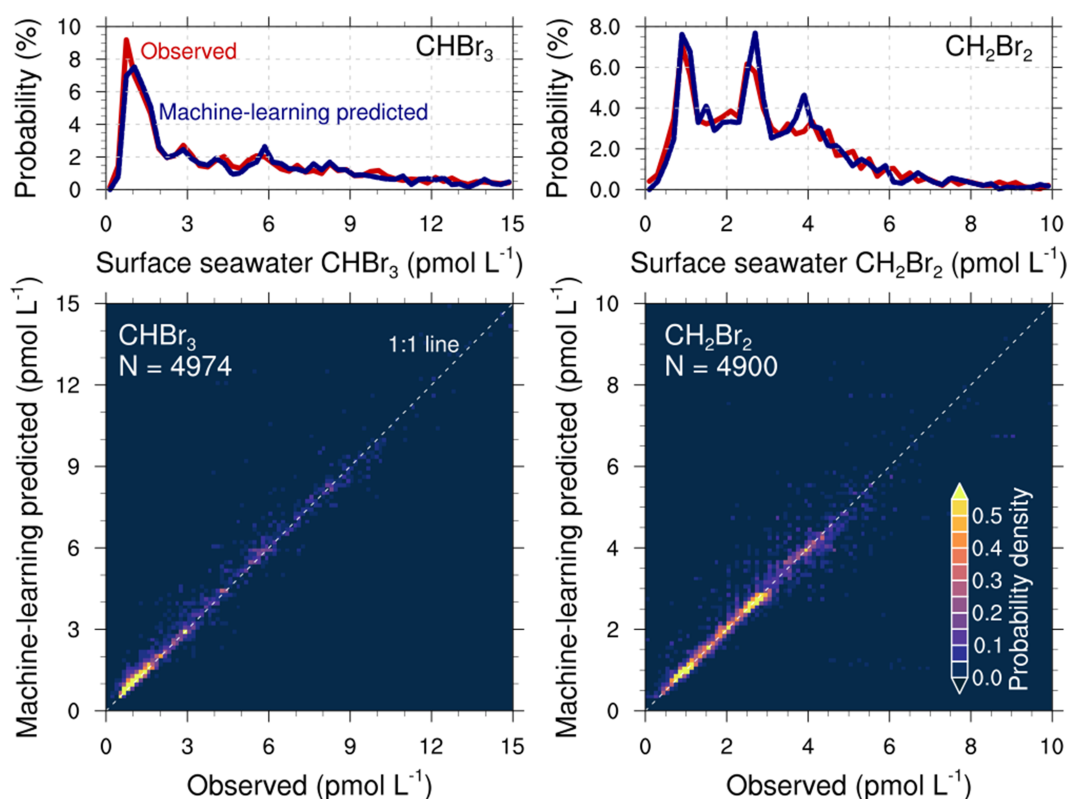 Probability (%)
10
8
6
4
2
0
Observed
CHBr₃
Machine-learning predicted
0 3 6 9 12 15
Surface seawater CHBr₃ (pmol L⁻¹)
Probability (%)
8.0
6.0
4.0
2.0
0.0
CH₂Br₂
0 2 4 6 8 10
Surface seawater CH₂Br₂ (pmol L⁻¹)
Machine-learning predicted (pmol L⁻¹)
15
12
9
6
3
0
CHBr₃
N = 4974
1:1 line
0 3 6 9 12 15
Observed (pmol L⁻¹)
Machine-learning predicted (pmol L⁻¹)
10
8
6
4
2
0
CH₂Br₂
N = 4900
0.5
0.4
0.3
0.2
0.1
0.0
Probability density
0 2 4 6 8 10
Observed (pmol L⁻¹)